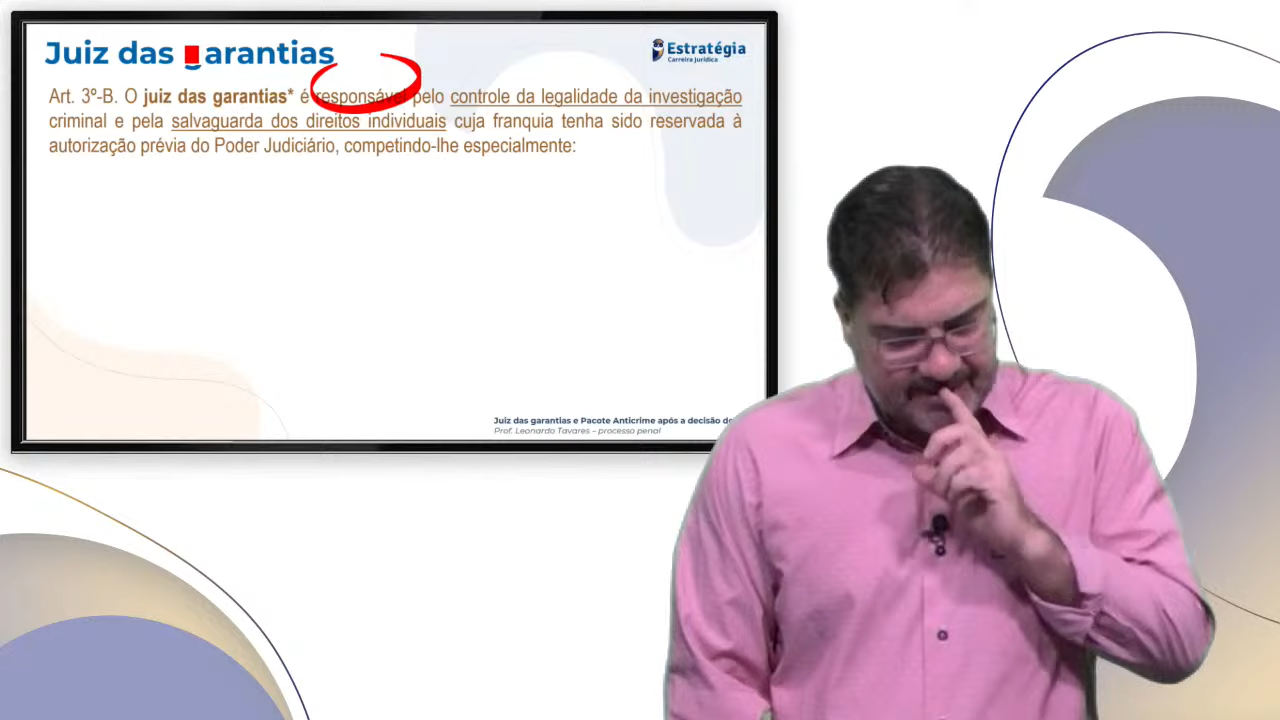 Juiz das garantias
Estratégia
Carreira Jurídica
Art. 3º-B. O juiz das garantias* é responsável pelo controle da legalidade da investigação
criminal e pela salvaguarda dos direitos individuais cuja franquia tenha sido reservada à
autorização prévia do Poder Judiciário, competindo-lhe especialmente:
Juiz das garantias e Pacote Anticrime após a decisão
Prof. Leonardo Tavares – processo penal